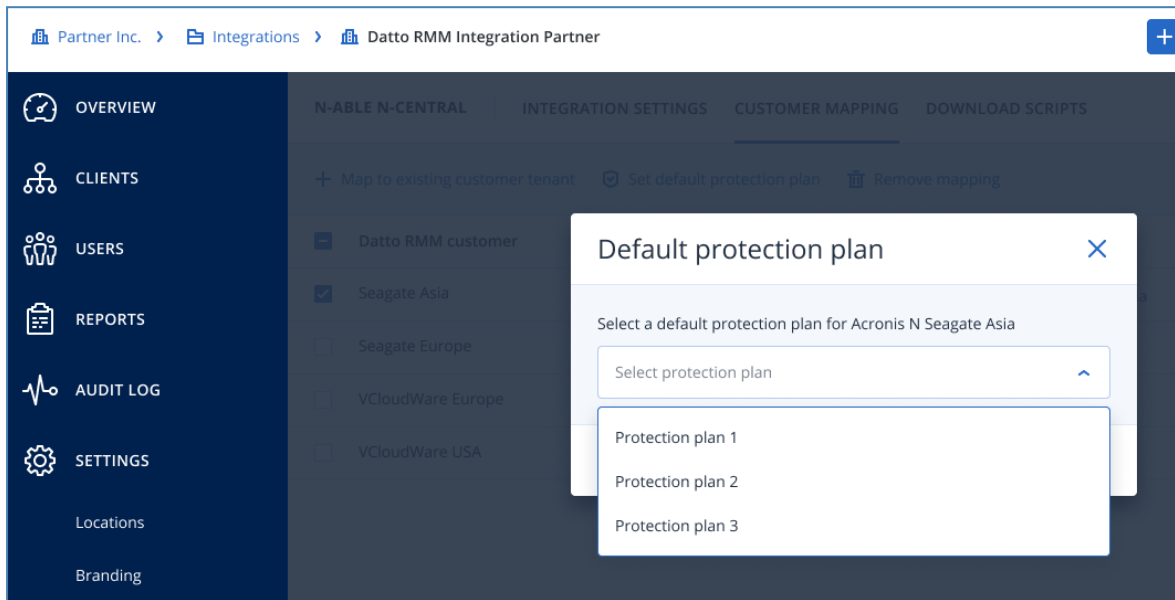 Partner Inc. > Integrations > Datto RMM Integration Partner
OVERVIEW
CLIENTS
USERS
REPORTS
AUDIT LOG
SETTINGS
Locations
Branding
N-ABLE N-CENTRAL INTEGRATION SETTINGS CUSTOMER MAPPING DOWNLOAD SCRIPTS
Map to existing customer tenant Set default protection plan Remove mapping
Datto RMM customer
Seagate Asia
Seagate Europe
VCloudWare Europe
VCloudWare USA
Default protection plan
Select a default protection plan for Acronis N Seagate Asia
Select protection plan
Protection plan 1
Protection plan 2
Protection plan 3